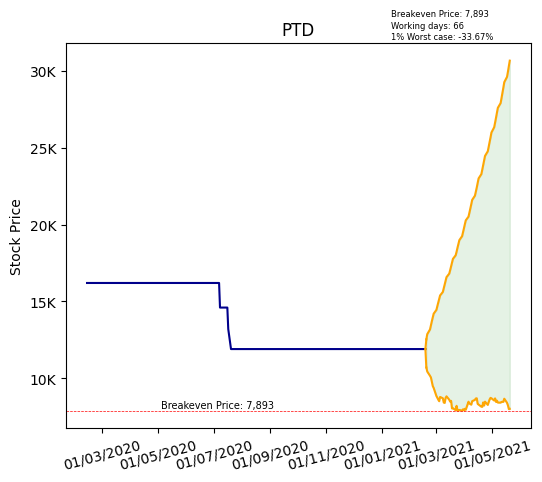 Breakeven Price: 7,893
Working days: 66
1% Worst case: -33.67%
PTD
Stock Price
30K
25K
20K
15K
10K
Breakeven Price: 7,893
01/03/2020
01/05/2020
01/07/2020
01/09/2020
01/11/2020
01/01/2021
01/03/2021
01/05/2021